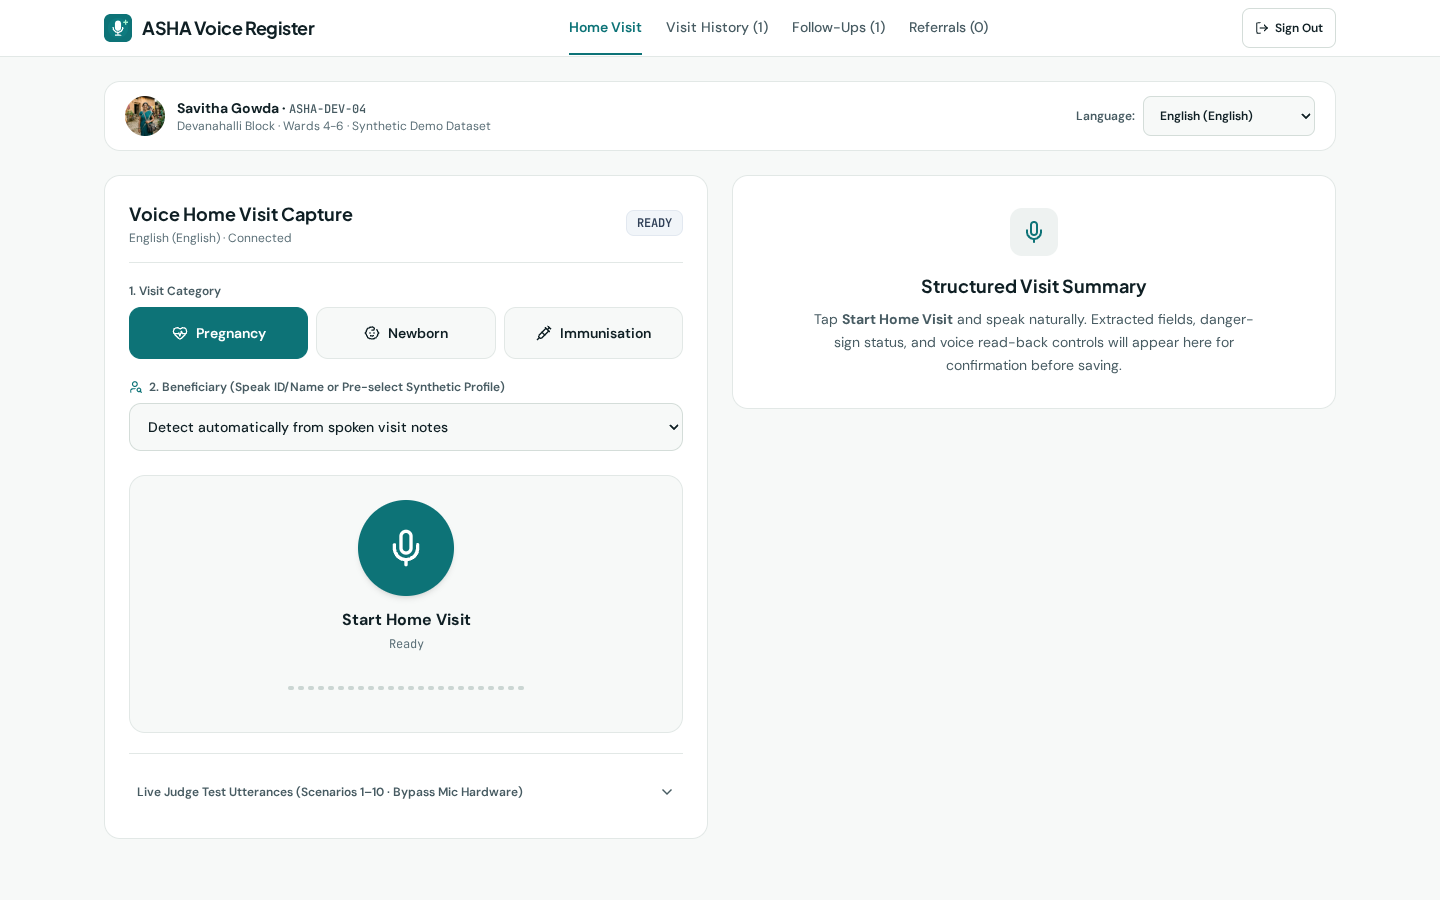 ASHA Voice Register
Home Visit
Visit History (1)
Follow-Ups (1)
Referrals (0)
Sign Out
Savitha Gowda · ASHA-DEV-04
Devanahalli Block · Wards 4-6 · Synthetic Demo Dataset
Language:
English (English)
Voice Home Visit Capture
English (English) · Connected
READY
1. Visit Category
Pregnancy
Newborn
Immunisation
2. Beneficiary (Speak ID/Name or Pre-select Synthetic Profile)
Detect automatically from spoken visit notes
Start Home Visit
Ready
Live Judge Test Utterances (Scenarios 1–10 · Bypass Mic Hardware)
Structured Visit Summary
Tap Start Home Visit and speak naturally. Extracted fields, danger-
sign status, and voice read-back controls will appear here for
confirmation before saving.